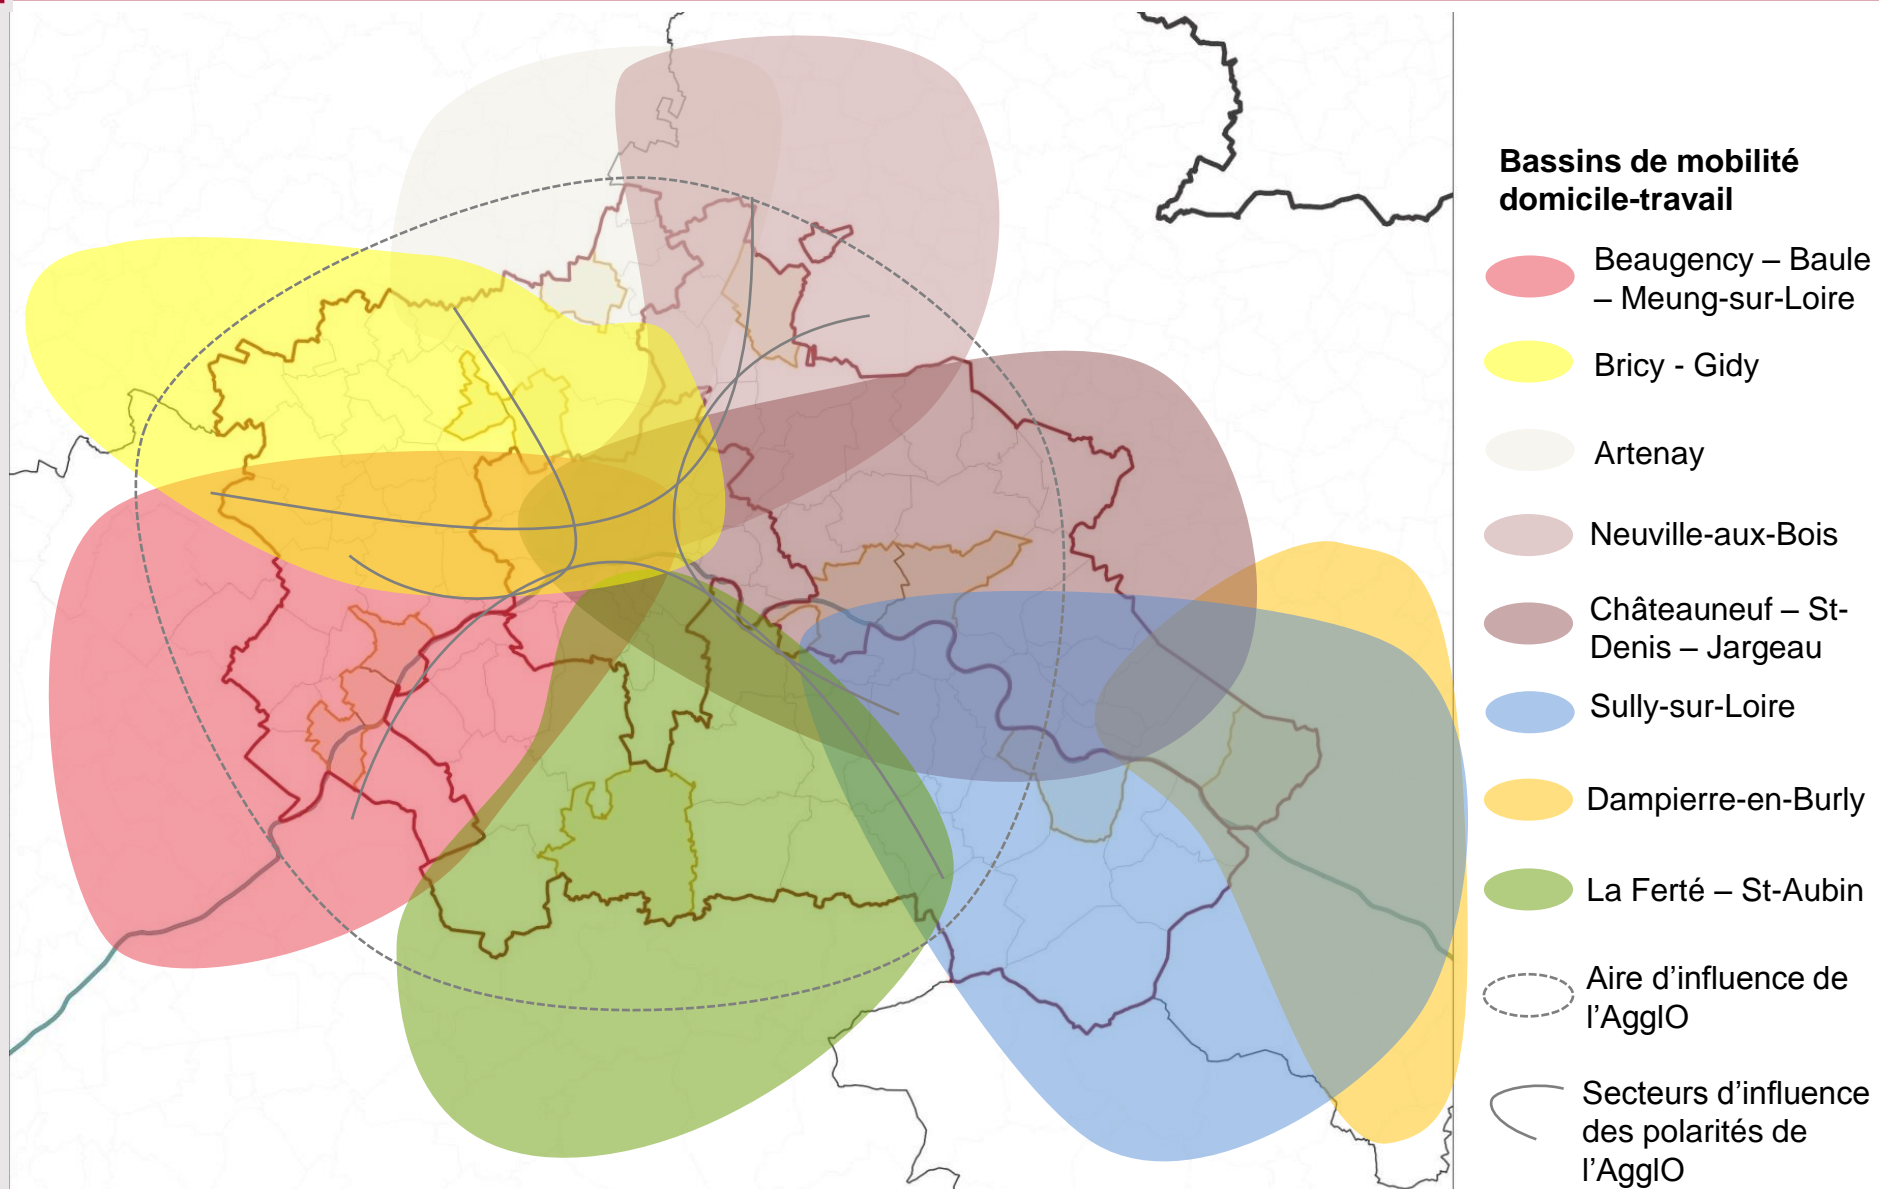 Bassins de mobilité
domicile-travail
Beaugency – Baule
– Meung-sur-Loire
Bricy - Gidy
Artenay
Neuville-aux-Bois
Châteauneuf – St-
Denis – Jargeau
Sully-sur-Loire
Dampierre-en-Burly
La Ferté – St-Aubin
Aire d’influence de
l’AgglO
Secteurs d’influence
des polarités de
l’AgglO